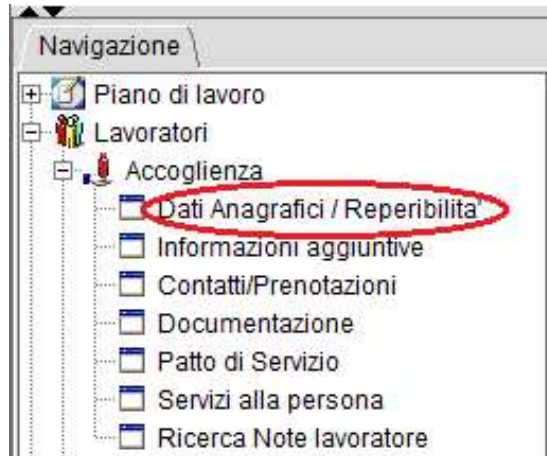 Navigazione
Piano di lavoro
Lavoratori
Accoglienza
Dati Anagrafici / Reperibilita'
Informazioni aggiuntive
Contatti/Prenotazioni
Documentazione
Patto di Servizio
Servizi alla persona
Ricerca Note lavoratore